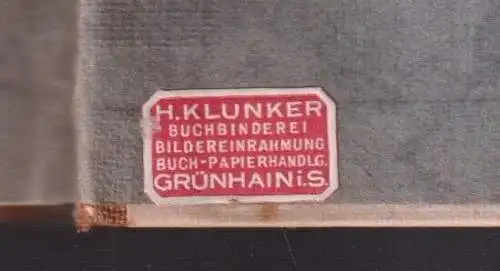 H. KLUNKER
BUCHBINDEREI
BILDEREINRAHMUNG
BUCH-PAPIERHANDLG.
GRÜNHAIN i. S.